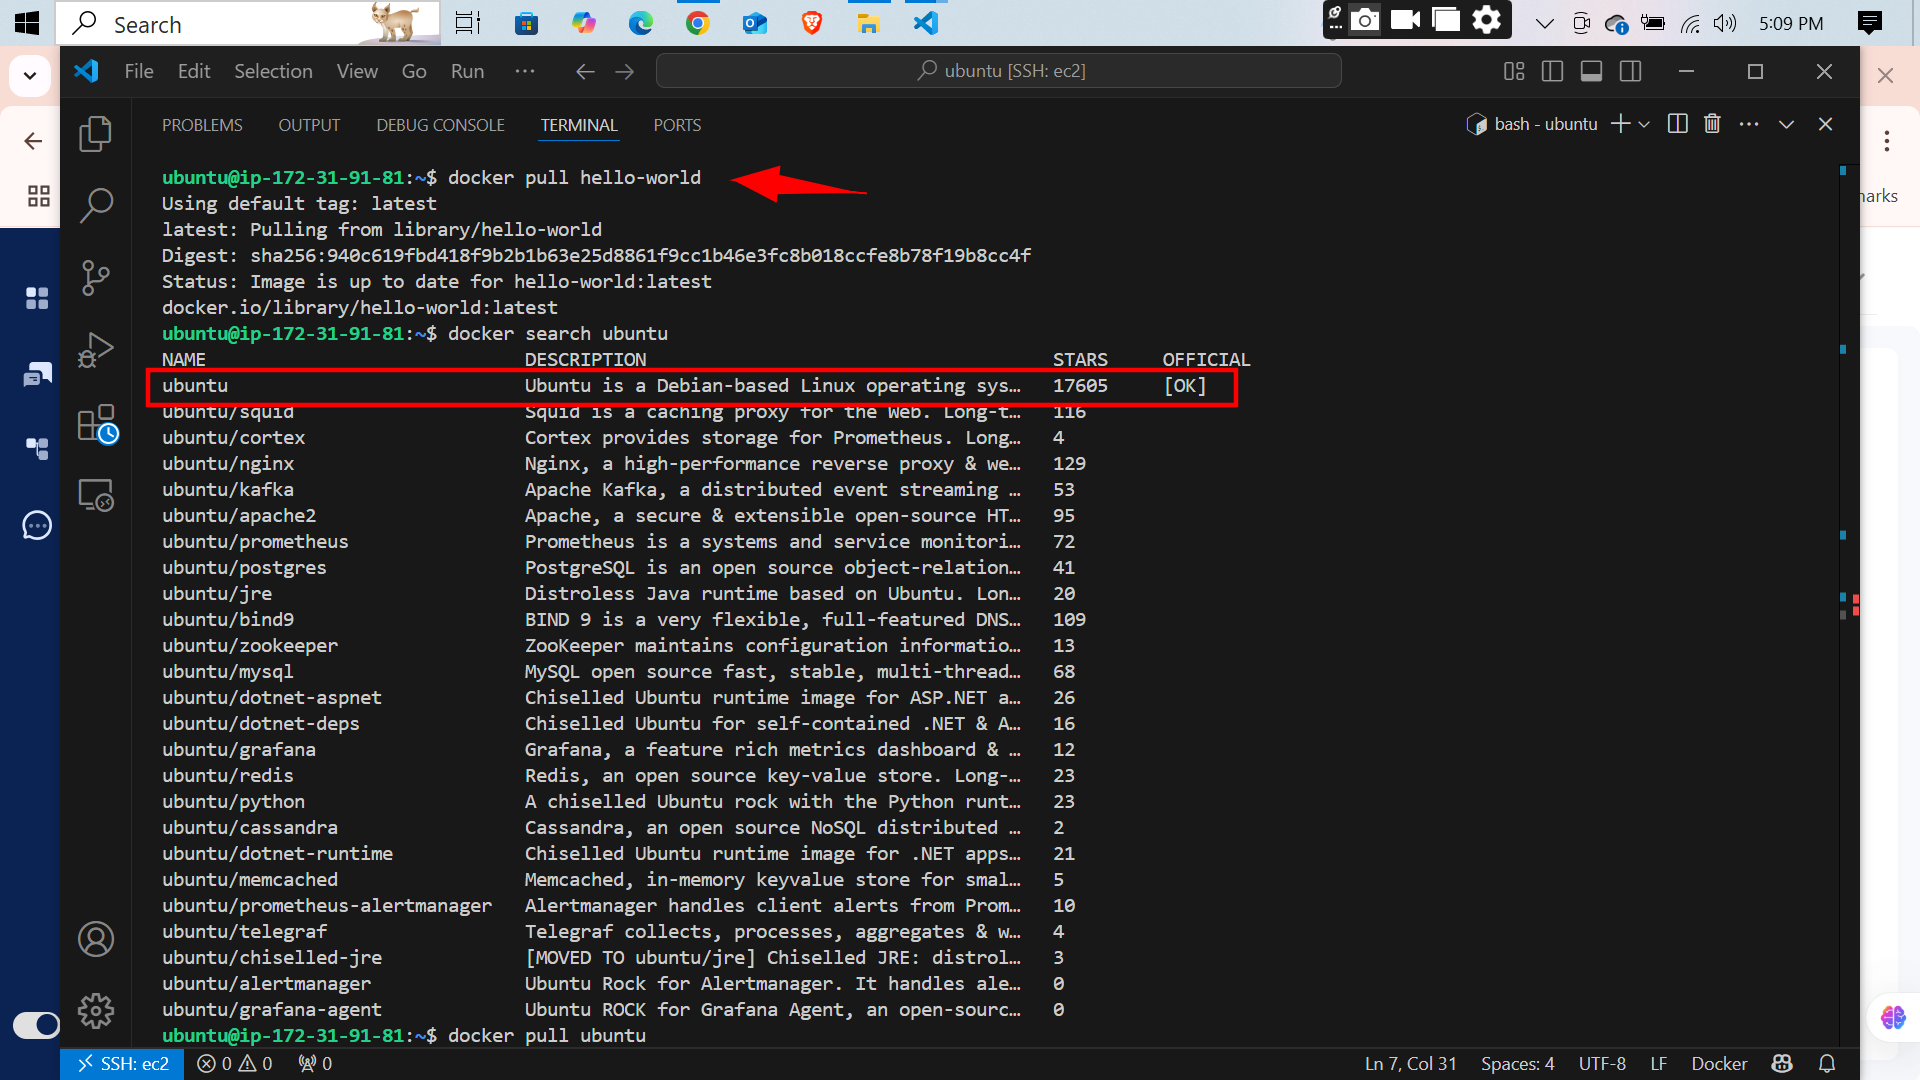 Search
5:09 PM
File Edit Selection View Go Run ··· ubuntu [SSH: ec2]
PROBLEMS OUTPUT DEBUG CONSOLE TERMINAL PORTS bash - ubuntu
ubuntu@ip-172-31-91-81:~$ docker pull hello-world
Using default tag: latest
latest: Pulling from library/hello-world
Digest: sha256:940c619fbd418f9b2b1b63e25d8861f9cc1b46e3fc8b018ccfe8b78f19b8cc4f
Status: Image is up to date for hello-world:latest
docker.io/library/hello-world:latest
ubuntu@ip-172-31-91-81:~$ docker search ubuntu
NAME DESCRIPTION STARS OFFICIAL
ubuntu Ubuntu is a Debian-based Linux operating sys… 17605 [OK]
ubuntu/squid Squid is a caching proxy for the Web. Long-t… 116
ubuntu/cortex Cortex provides storage for Prometheus. Long… 4
ubuntu/nginx Nginx, a high-performance reverse proxy & we… 129
ubuntu/kafka Apache Kafka, a distributed event streaming … 53
ubuntu/apache2 Apache, a secure & extensible open-source HT… 95
ubuntu/prometheus Prometheus is a systems and service monitori… 72
ubuntu/postgres PostgreSQL is an open source object-relation… 41
ubuntu/jre Distroless Java runtime based on Ubuntu. Lon… 20
ubuntu/bind9 BIND 9 is a very flexible, full-featured DNS… 109
ubuntu/zookeeper ZooKeeper maintains configuration informatio… 13
ubuntu/mysql MySQL open source fast, stable, multi-thread… 68
ubuntu/dotnet-aspnet Chiselled Ubuntu runtime image for ASP.NET a… 26
ubuntu/dotnet-deps Chiselled Ubuntu for self-contained .NET & A… 16
ubuntu/grafana Grafana, a feature rich metrics dashboard & … 12
ubuntu/redis Redis, an open source key-value store. Long-… 23
ubuntu/python A chiselled Ubuntu rock with the Python runt… 23
ubuntu/cassandra Cassandra, an open source NoSQL distributed … 2
ubuntu/dotnet-runtime Chiselled Ubuntu runtime image for .NET apps… 21
ubuntu/memcached Memcached, in-memory keyvalue store for smal… 5
ubuntu/prometheus-alertmanager Alertmanager handles client alerts from Prom… 10
ubuntu/telegraf Telegraf collects, processes, aggregates & w… 4
ubuntu/chiselled-jre [MOVED TO ubuntu/jre] Chiselled JRE: distrol… 3
ubuntu/alertmanager Ubuntu Rock for Alertmanager. It handles ale… 0
ubuntu/grafana-agent Ubuntu ROCK for Grafana Agent, an open-sourc… 0
ubuntu@ip-172-31-91-81:~$ docker pull ubuntu
SSH: ec2 0 0 0 Ln 7, Col 31 Spaces: 4 UTF-8 LF Docker